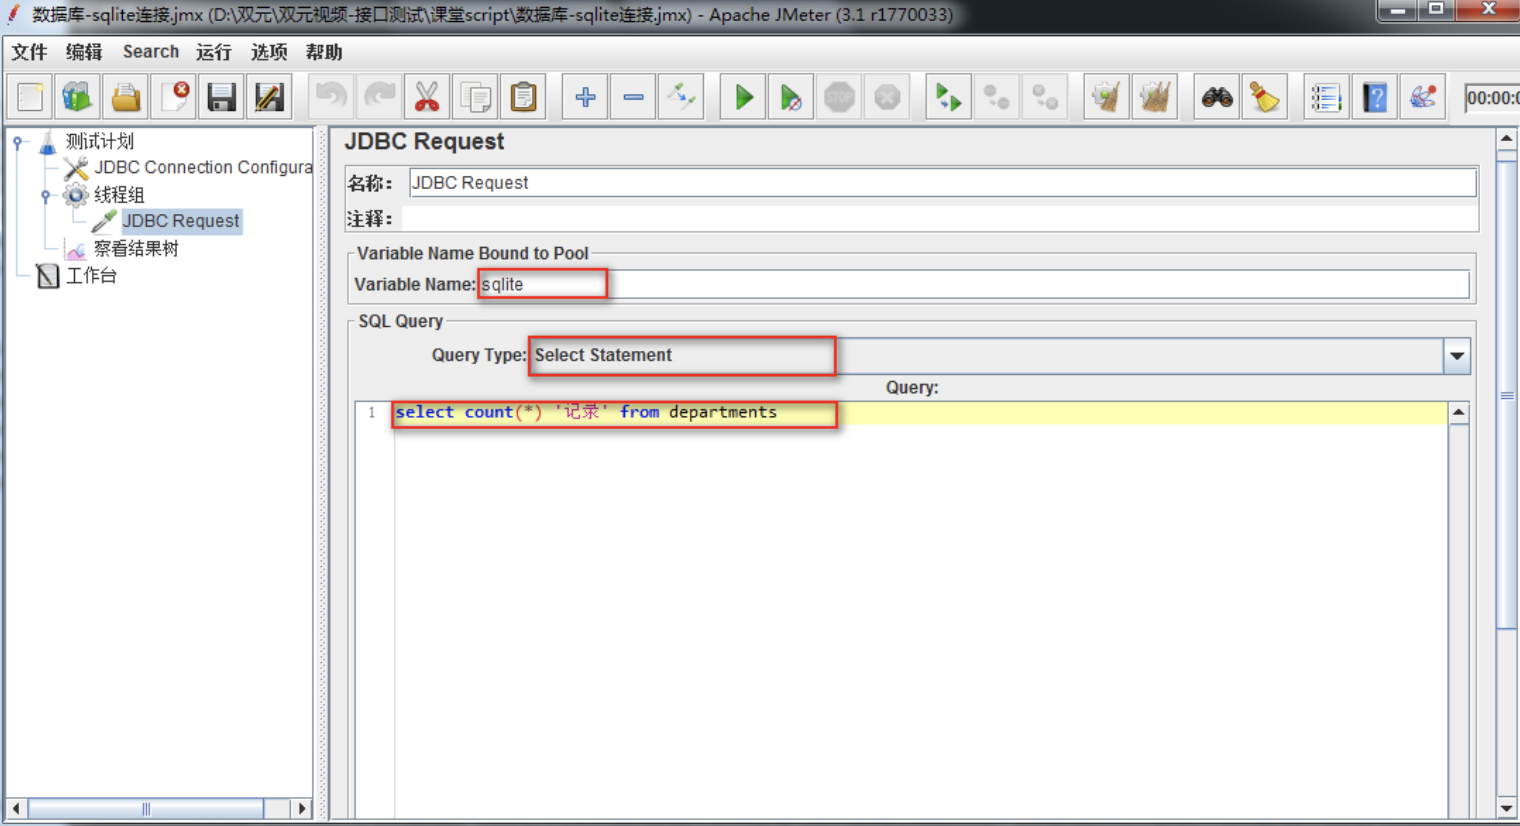 数据库-sqlite连接.jmx (D:\双元\双元视频-接口测试\课堂script\数据库-sqlite连接.jmx) - Apache JMeter (3.1 r1770033)
文件 编辑 Search 运行 选项 帮助
STOP
00:00:0
测试计划
JDBC Connection Configura
线程组
JDBC Request
察看结果树
工作台
JDBC Request
名称： JDBC Request
注释：
Variable Name Bound to Pool
Variable Name: sqlite
SQL Query
Query Type: Select Statement
Query:
1 select count(*) '记录' from departments